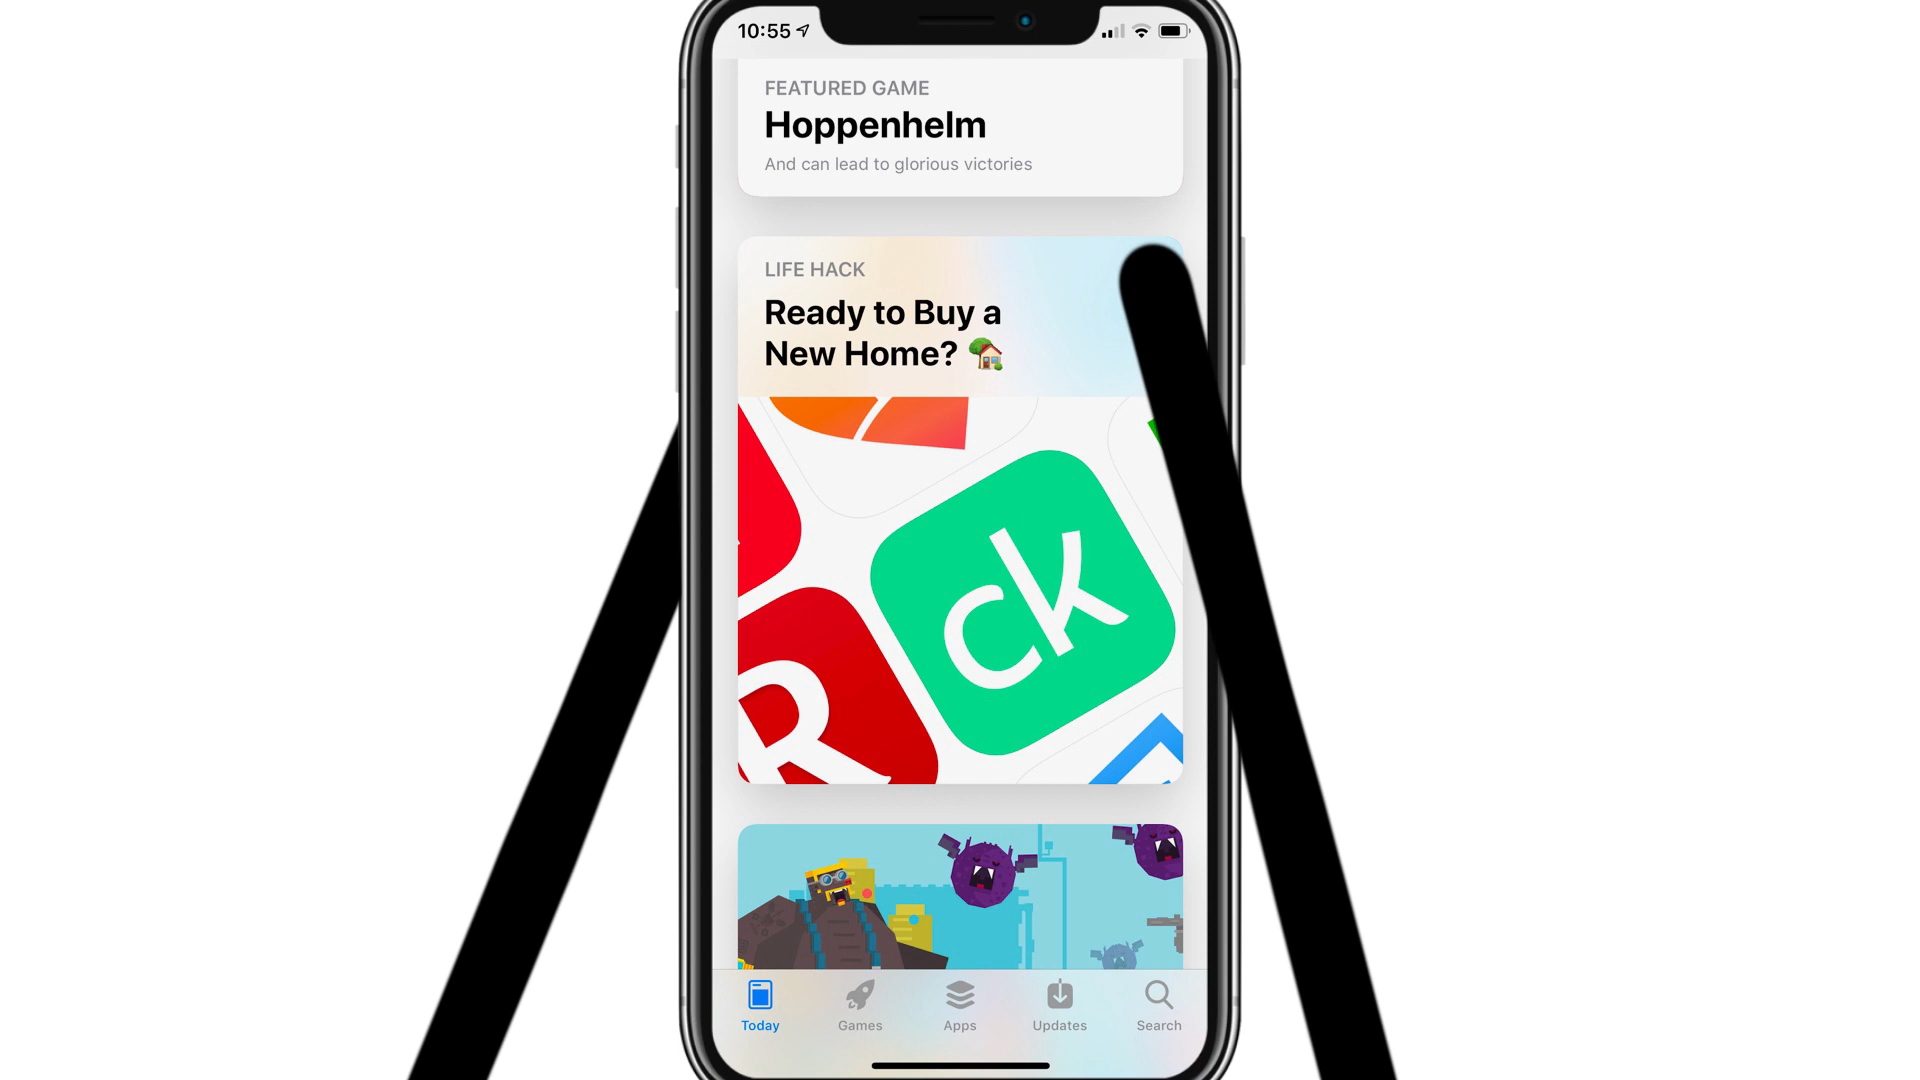 10:55
FEATURED GAME
Hoppenhelm
And can lead to glorious victories
LIFE HACK
Ready to Buy a
New Home?
ck
R
Today
Games
Apps
Updates
Search